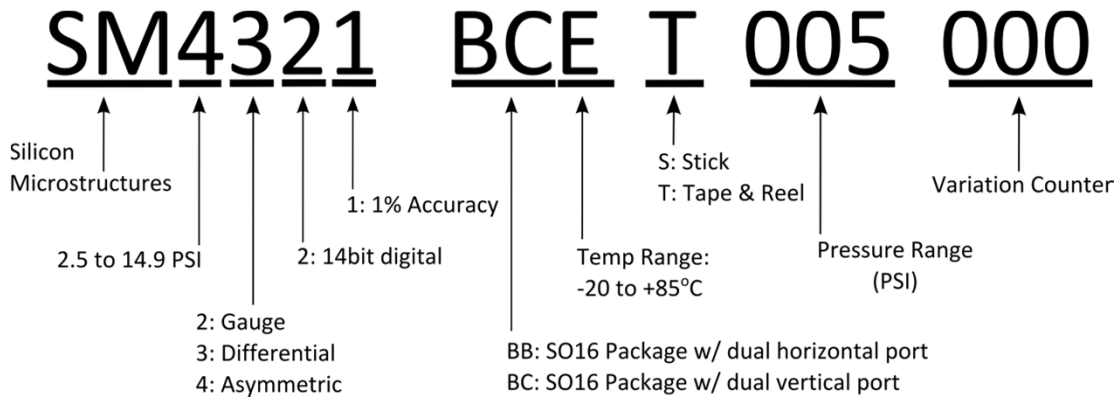 SM4321 BCE T 005 000
Silicon
Microstructures
2.5 to 14.9 PSI
2: Gauge
3: Differential
4: Asymmetric
2: 14bit digital
1: 1% Accuracy
BB: SO16 Package w/ dual horizontal port
BC: SO16 Package w/ dual vertical port
Temp Range:
-20 to +85°C
S: Stick
T: Tape & Reel
Pressure Range
(PSI)
Variation Counter